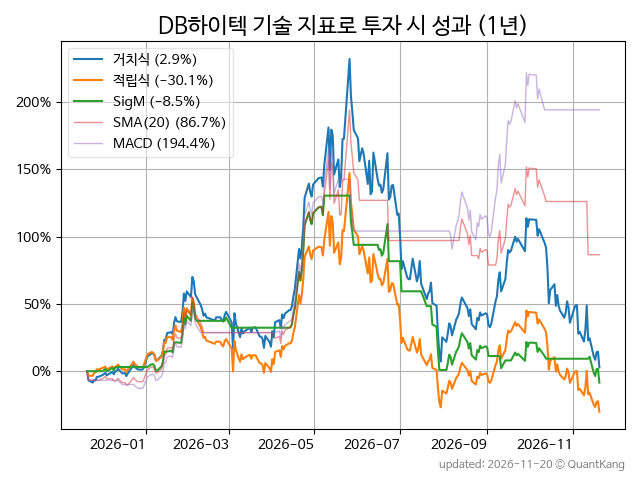 DB하이텍 기술 지표로 투자 시 성과 (1년)
거치식 (2.9%)
적립식 (−30.1%)
SigM (−8.5%)
SMA(20) (86.7%)
MACD (194.4%)
200%
150%
100%
50%
0%
2026-01 2026-03 2026-05 2026-07 2026-09 2026-11
updated: 2026-11-20 © QuantKang